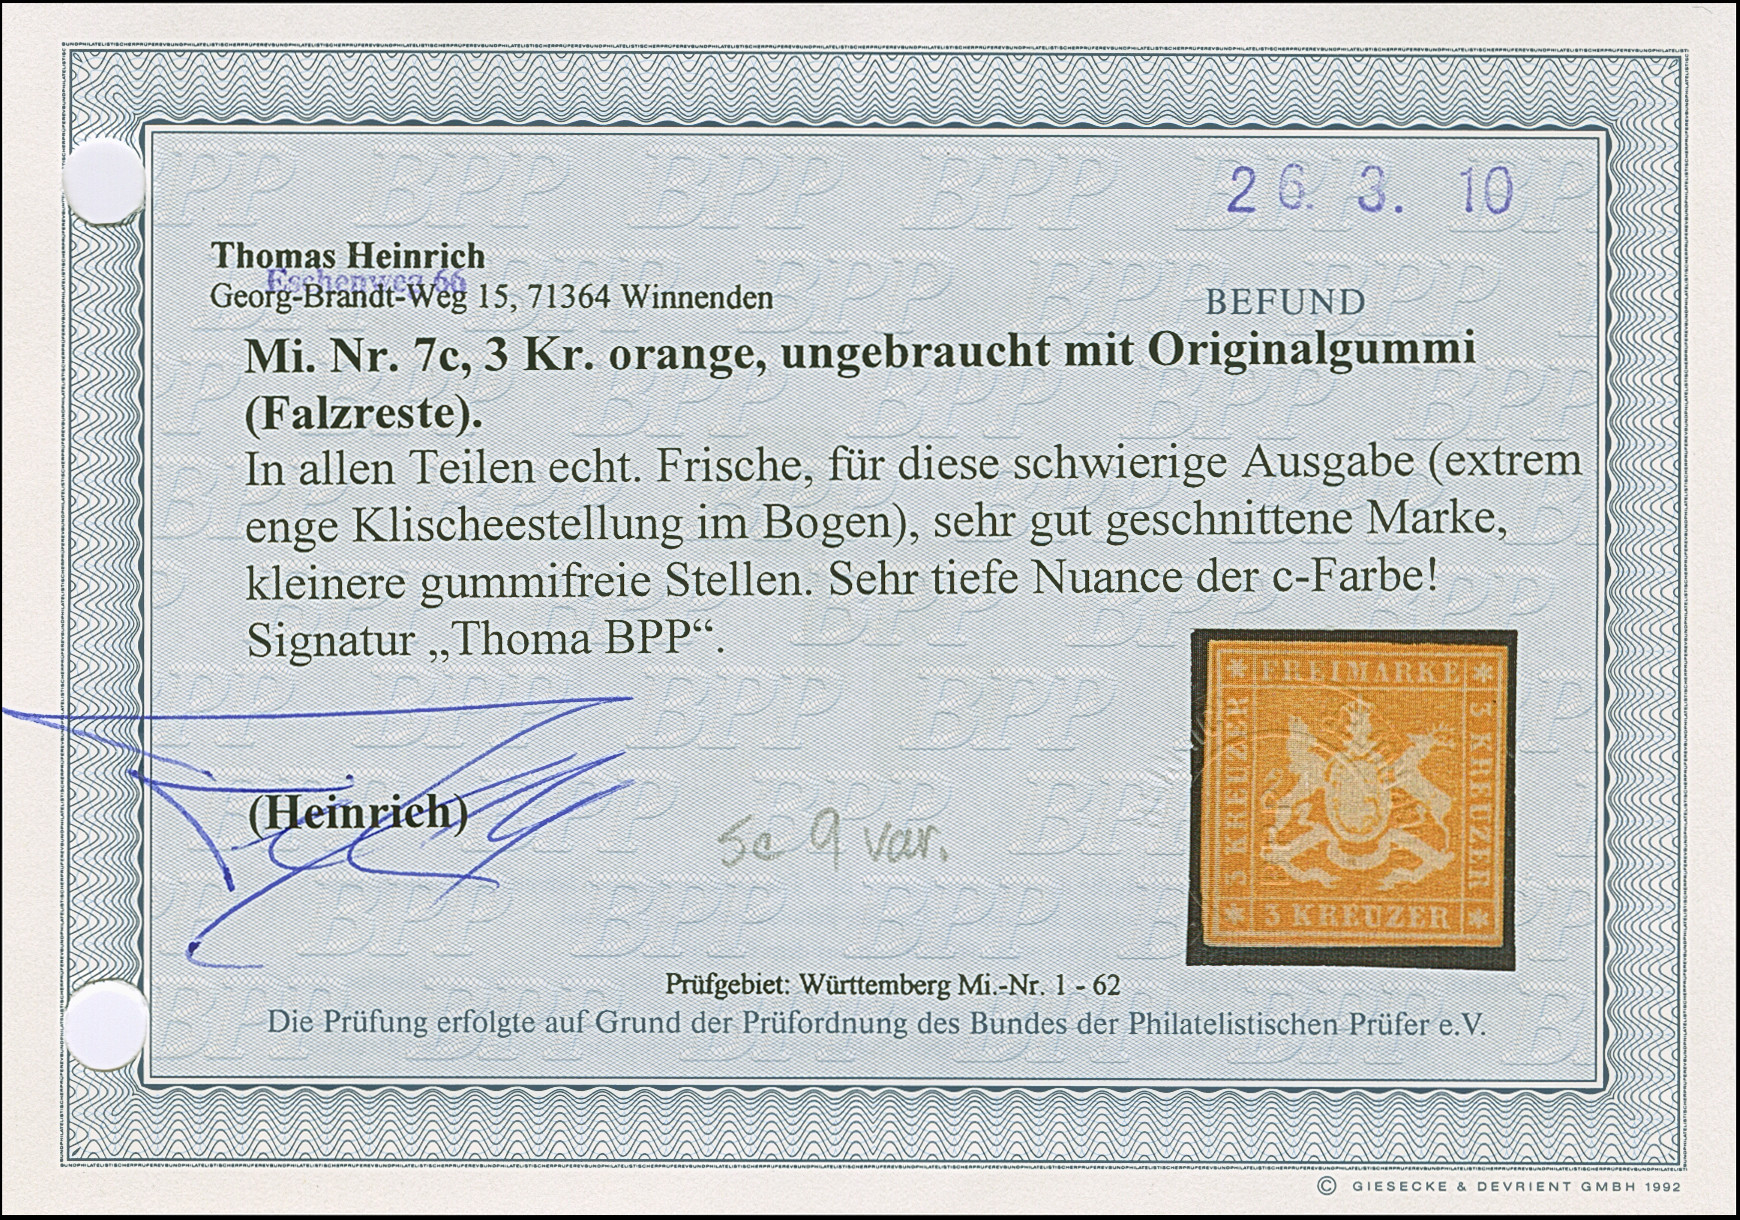 26. 3. 10
Thomas Heinrich
Eschenweg 66
Georg-Brandt-Weg 15, 71364 Winnenden
BEFUND
Mi. Nr. 7c, 3 Kr. orange, ungebraucht mit Originalgummi
(Falzreste).
In allen Teilen echt. Frische, für diese schwierige Ausgabe (extrem
enge Klischeestellung im Bogen), sehr gut geschnittene Marke,
kleinere gummifreie Stellen. Sehr tiefe Nuance der c-Farbe!
Signatur „Thoma BPP“.
FREIMARKE
3 KREUZER
3 KREUZER
3 KREUZER
(Heinrich)
Sc 9 var.
Prüfgebiet: Württemberg Mi.-Nr. 1 - 62
Die Prüfung erfolgte auf Grund der Prüfordnung des Bundes der Philatelistischen Prüfer e.V.
© GIESECKE & DEVRIENT GMBH 1992